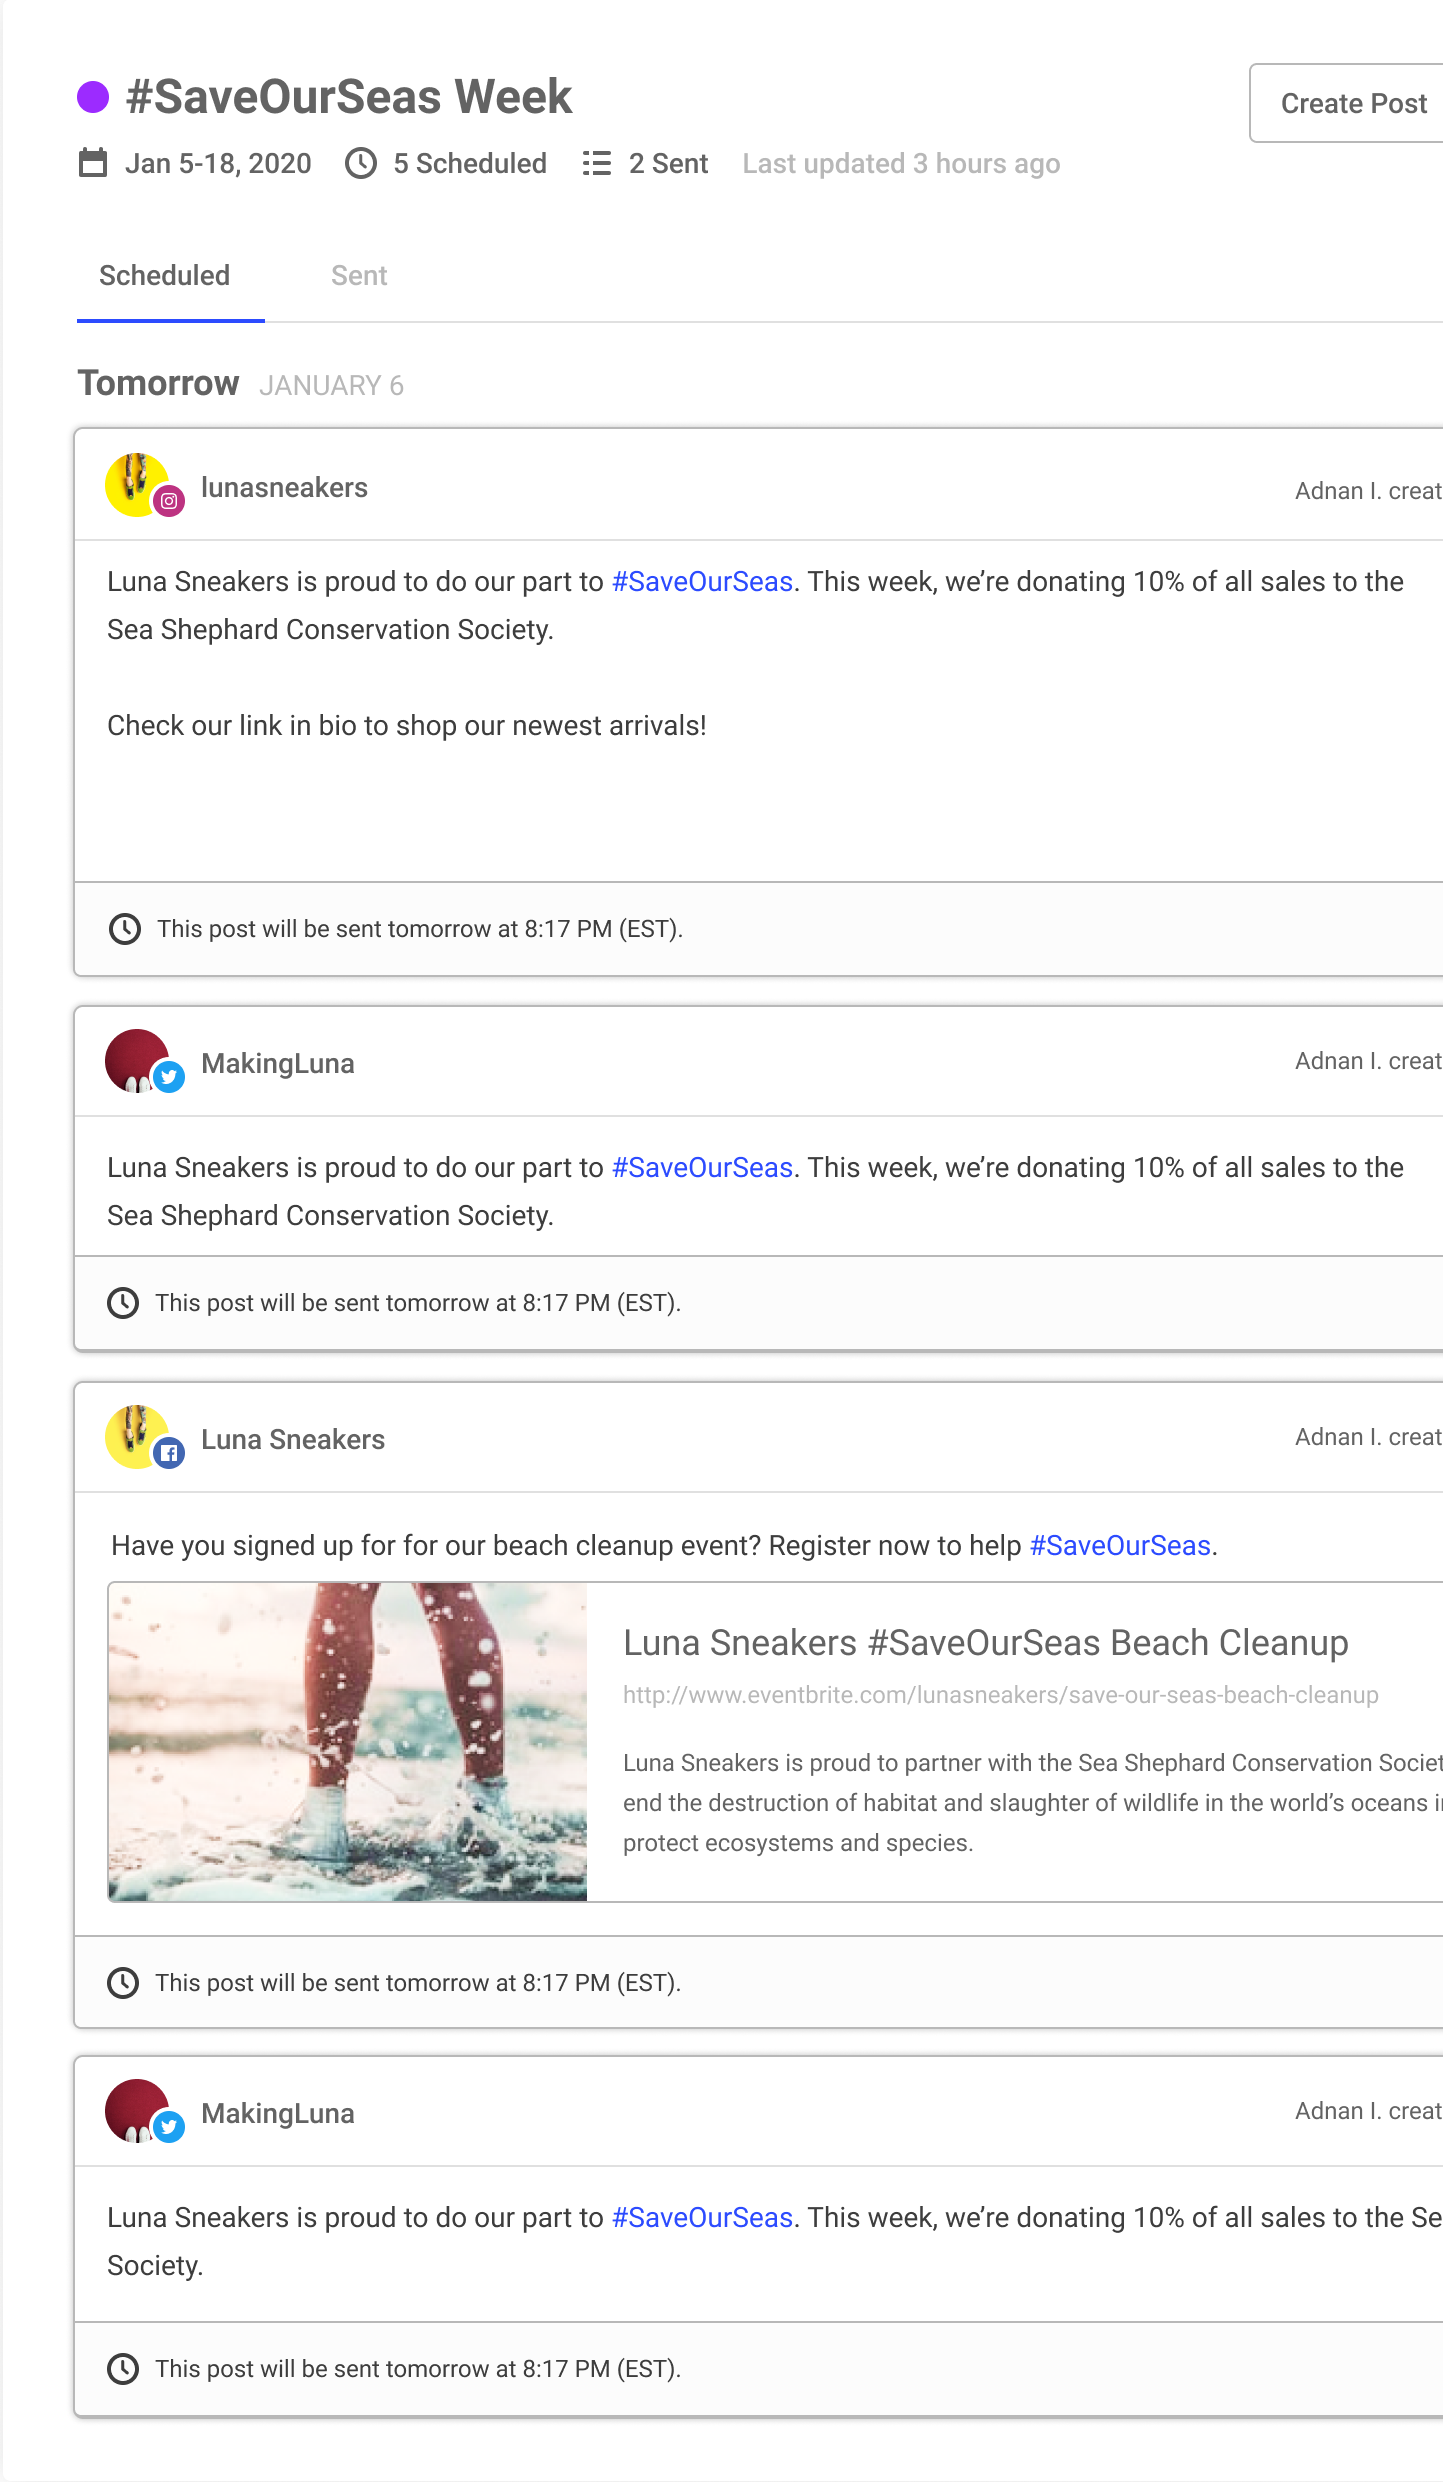 #SaveOurSeas Week
Create Post
Jan 5-18, 2020 5 Scheduled 2 Sent Last updated 3 hours ago
Scheduled Sent
Tomorrow JANUARY 6
lunasneakers
Adnan I. creat
Luna Sneakers is proud to do our part to #SaveOurSeas. This week, we’re donating 10% of all sales to the
Sea Shephard Conservation Society.
Check our link in bio to shop our newest arrivals!
This post will be sent tomorrow at 8:17 PM (EST).
MakingLuna
Adnan I. creat
Luna Sneakers is proud to do our part to #SaveOurSeas. This week, we’re donating 10% of all sales to the
Sea Shephard Conservation Society.
This post will be sent tomorrow at 8:17 PM (EST).
Luna Sneakers
Adnan I. creat
Have you signed up for for our beach cleanup event? Register now to help #SaveOurSeas.
Luna Sneakers #SaveOurSeas Beach Cleanup
http://www.eventbrite.com/lunasneakers/save-our-seas-beach-cleanup
Luna Sneakers is proud to partner with the Sea Shephard Conservation Societ
end the destruction of habitat and slaughter of wildlife in the world’s oceans i
protect ecosystems and species.
This post will be sent tomorrow at 8:17 PM (EST).
MakingLuna
Adnan I. creat
Luna Sneakers is proud to do our part to #SaveOurSeas. This week, we’re donating 10% of all sales to the Se
Society.
This post will be sent tomorrow at 8:17 PM (EST).